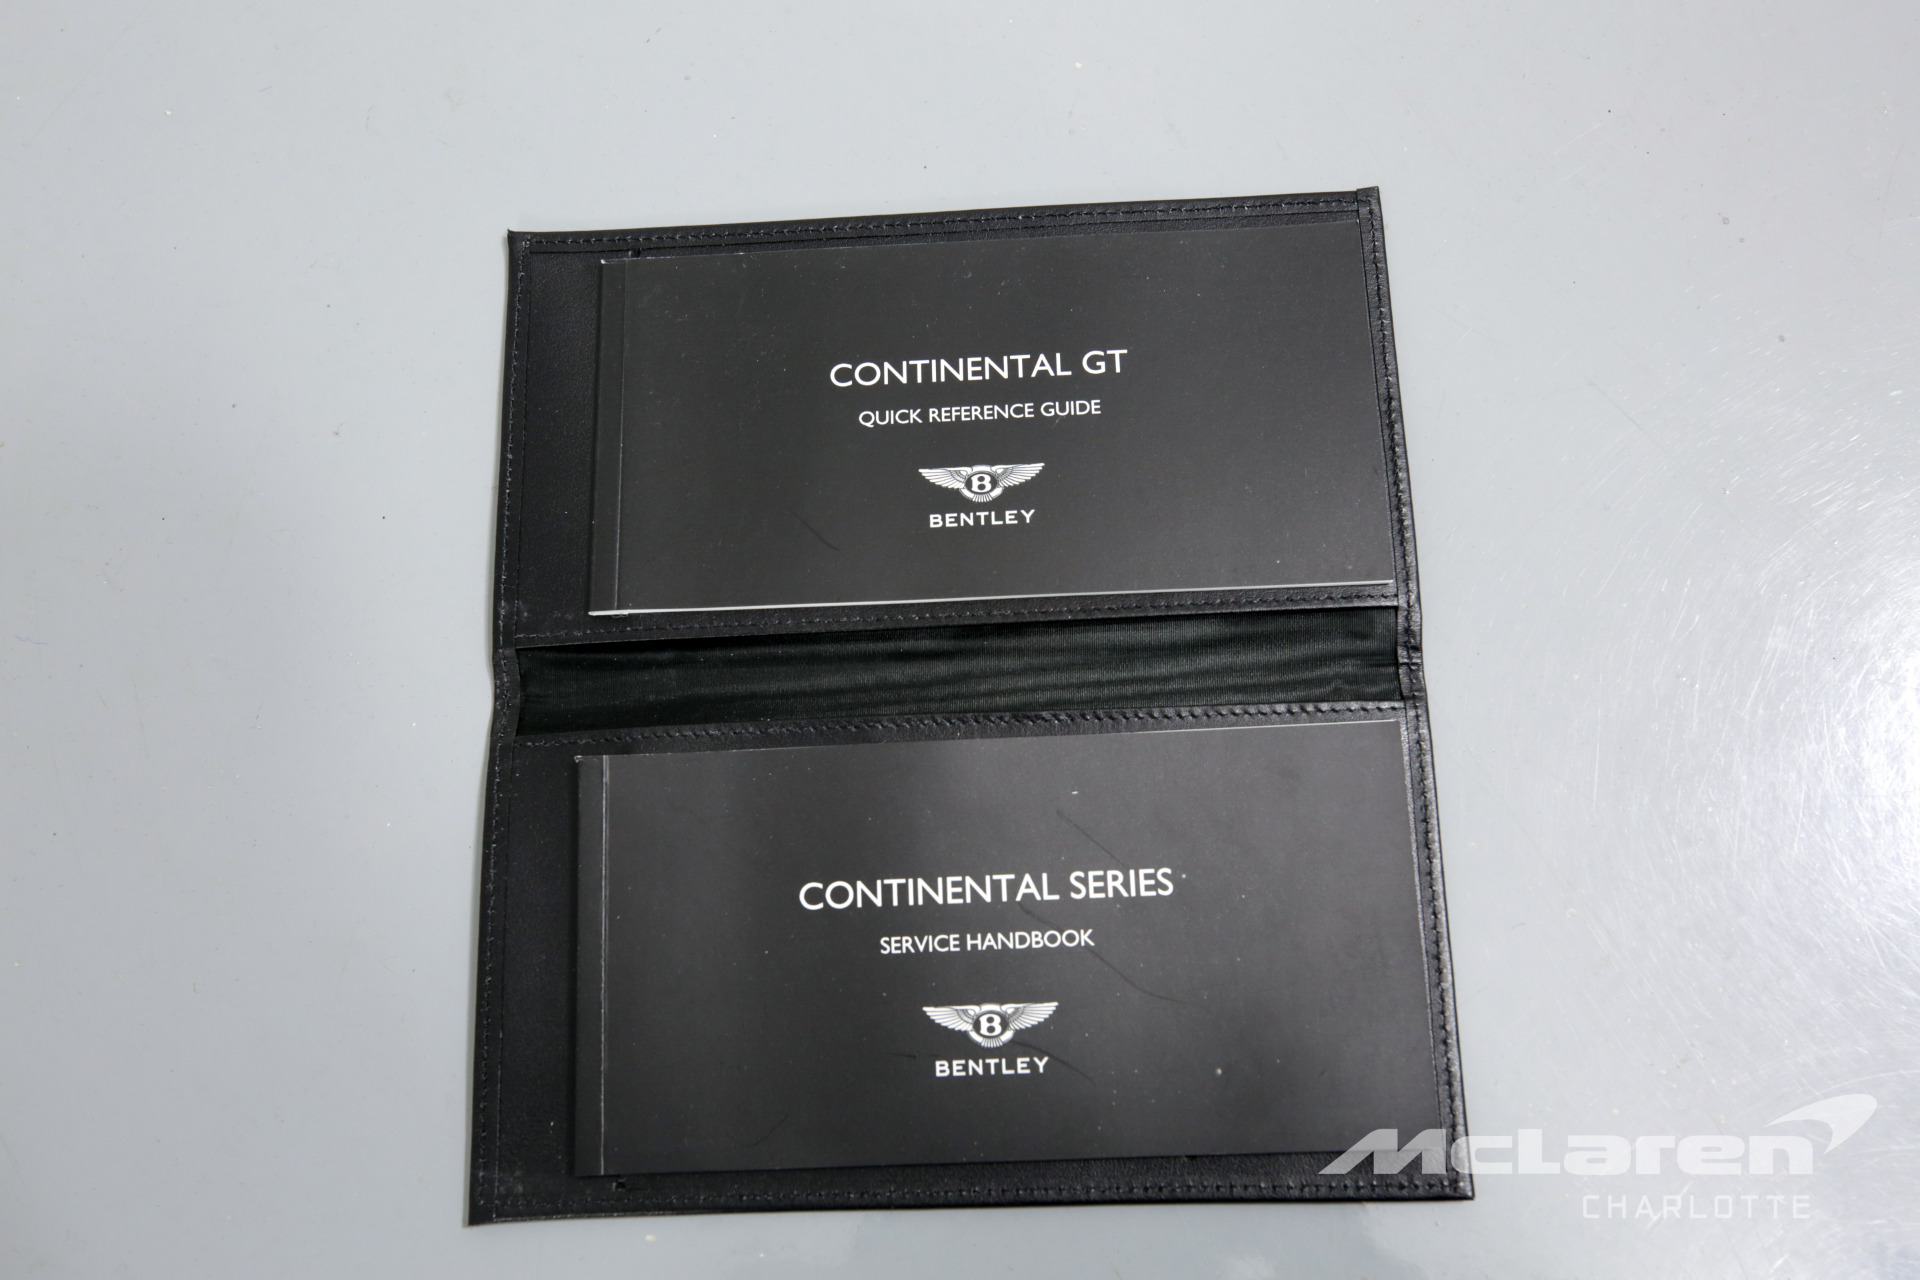 CONTINENTAL GT
QUICK REFERENCE GUIDE
B
BENTLEY
CONTINENTAL SERIES
SERVICE HANDBOOK
B
BENTLEY
McLaren
CHARLOTTE